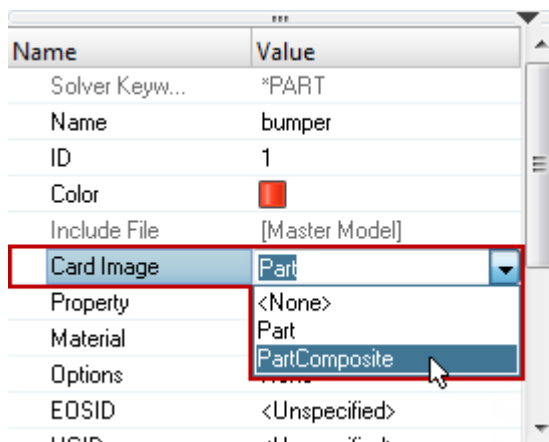 Name Value
Solver Keyw... *PART
Name bumper
ID 1
Color
Include File [Master Model]
Card Image Part
Property <None>
Material Part
PartComposite
Options
EOSID <Unspecified>